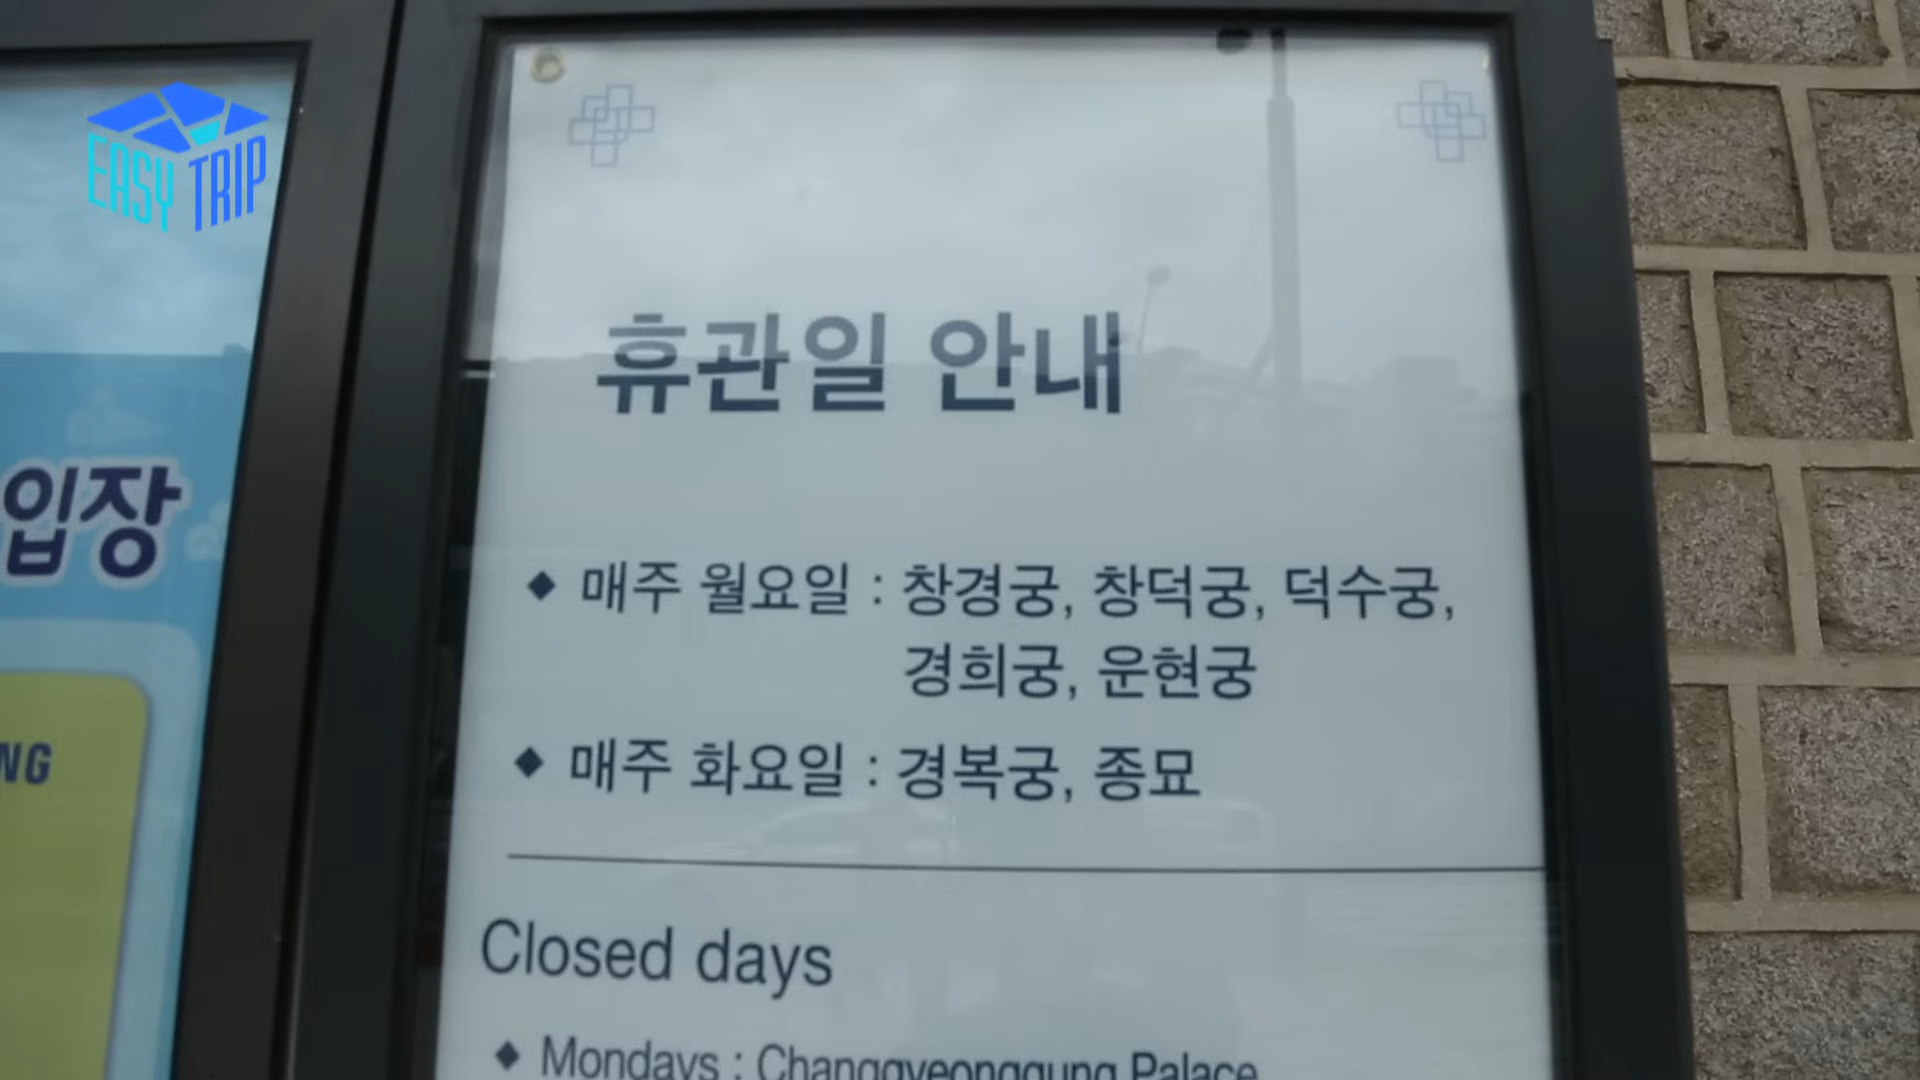 EASY TRIP
입장
NG
휴관일 안내
◆ 매주 월요일 : 창경궁, 창덕궁, 덕수궁,
경희궁, 운현궁
◆ 매주 화요일 : 경복궁, 종묘
Closed days
◆ Mondays : Changgyeonggung Palace